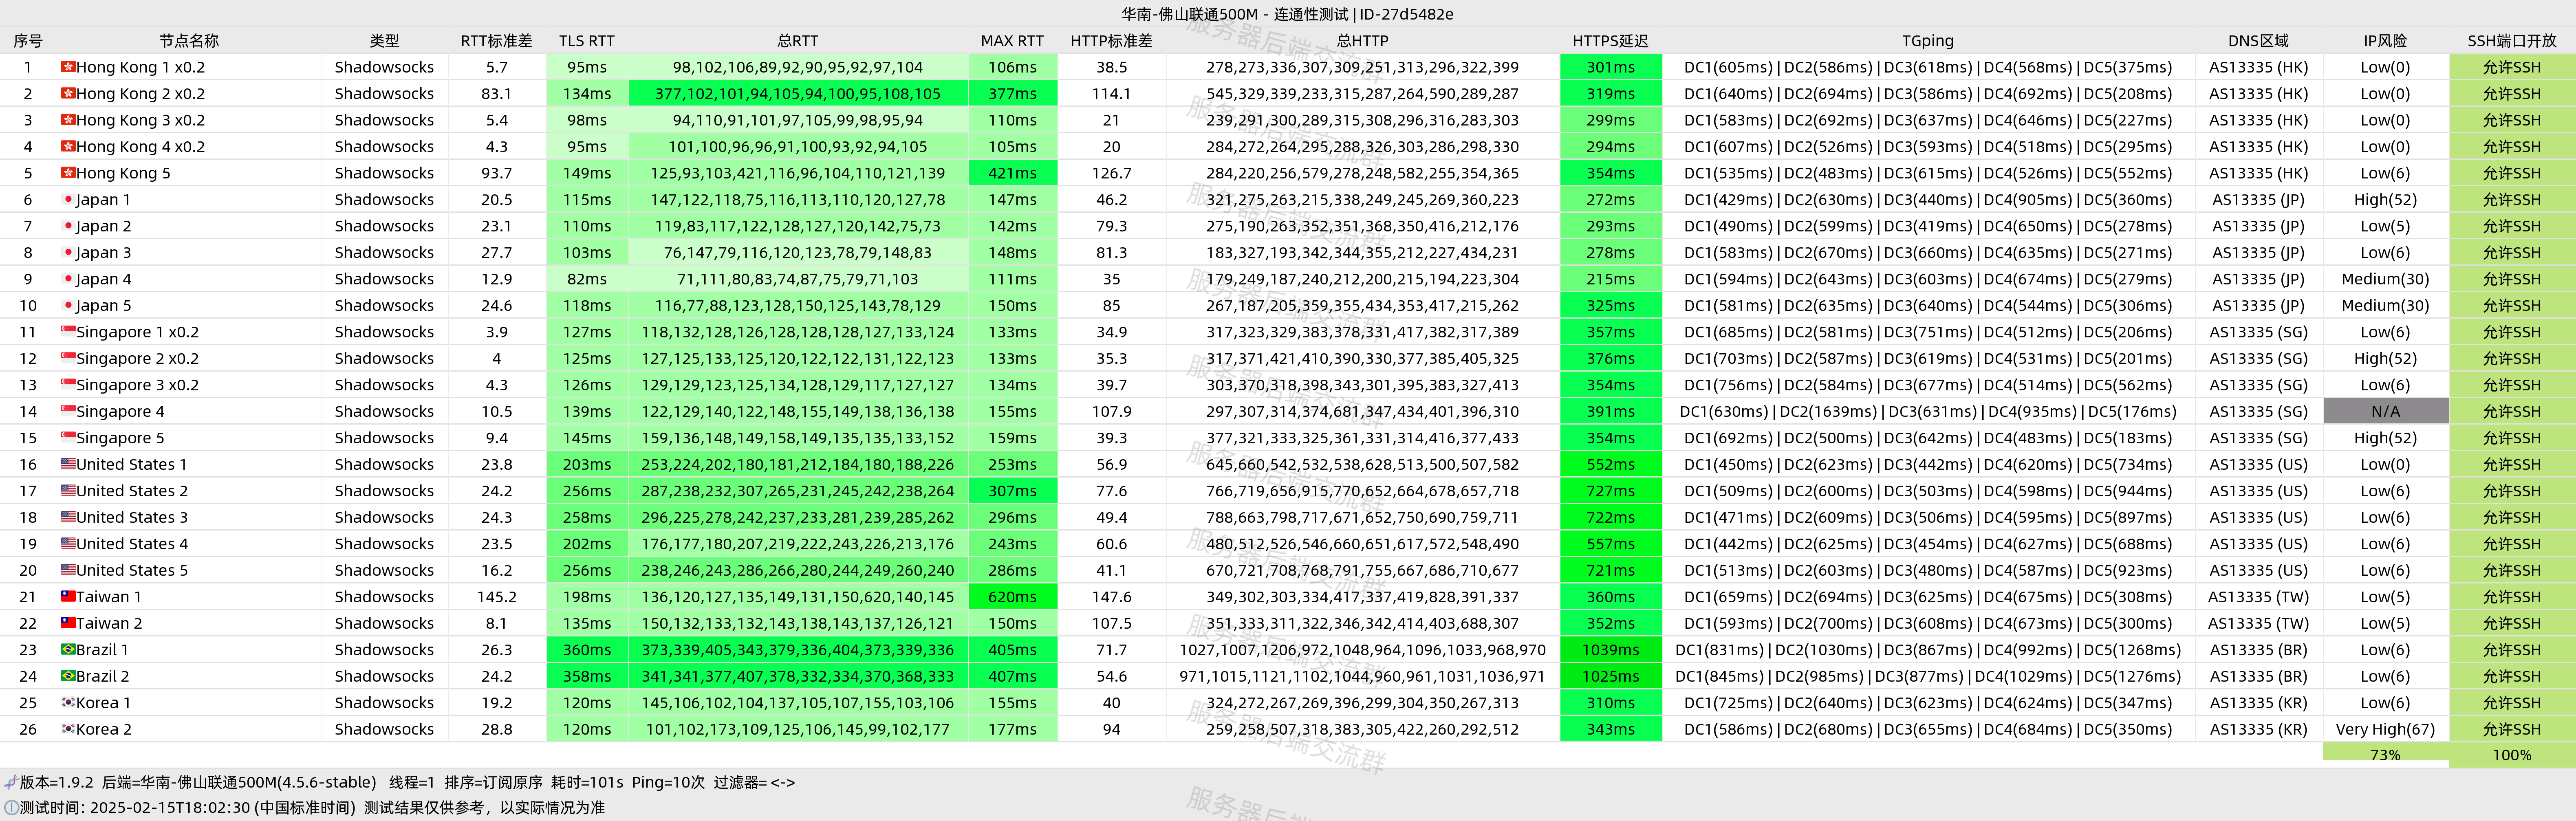 华南-佛山联通500M - 连通性测试 | ID-27d5482e
序号 节点名称 类型 RTT标准差 TLS RTT 总RTT MAX RTT HTTP标准差 总HTTP HTTPS延迟 TGping DNS区域 IP风险 SSH端口开放
1 Hong Kong 1 x0.2 Shadowsocks 5.7 95ms 98,102,106,89,92,90,95,92,97,104 106ms 38.5 278,273,336,307,309,251,313,296,322,399 301ms DC1(605ms) | DC2(586ms) | DC3(618ms) | DC4(568ms) | DC5(375ms) AS13335 (HK) Low(0) 允许SSH
2 Hong Kong 2 x0.2 Shadowsocks 83.1 134ms 377,102,101,94,105,94,100,95,108,105 377ms 114.1 545,329,339,233,315,287,264,590,289,287 319ms DC1(640ms) | DC2(694ms) | DC3(586ms) | DC4(692ms) | DC5(208ms) AS13335 (HK) Low(0) 允许SSH
3 Hong Kong 3 x0.2 Shadowsocks 5.4 98ms 94,110,91,101,97,105,99,98,95,94 110ms 21 239,291,300,289,315,308,296,316,283,303 299ms DC1(583ms) | DC2(692ms) | DC3(637ms) | DC4(646ms) | DC5(227ms) AS13335 (HK) Low(0) 允许SSH
4 Hong Kong 4 x0.2 Shadowsocks 4.3 95ms 101,100,96,96,91,100,93,92,94,105 105ms 20 284,272,264,295,288,326,303,286,298,330 294ms DC1(607ms) | DC2(526ms) | DC3(593ms) | DC4(518ms) | DC5(295ms) AS13335 (HK) Low(0) 允许SSH
5 Hong Kong 5 Shadowsocks 93.7 149ms 125,93,103,421,116,96,104,110,121,139 421ms 126.7 284,220,256,579,278,248,582,255,354,365 354ms DC1(535ms) | DC2(483ms) | DC3(615ms) | DC4(526ms) | DC5(552ms) AS13335 (HK) Low(6) 允许SSH
6 Japan 1 Shadowsocks 20.5 115ms 147,122,118,75,116,113,110,120,127,78 147ms 46.2 321,275,263,215,338,249,245,269,360,223 272ms DC1(429ms) | DC2(630ms) | DC3(440ms) | DC4(905ms) | DC5(360ms) AS13335 (JP) High(52) 允许SSH
7 Japan 2 Shadowsocks 23.1 110ms 119,83,117,122,128,127,120,142,75,73 142ms 79.3 275,190,263,352,351,368,350,416,212,176 293ms DC1(490ms) | DC2(599ms) | DC3(419ms) | DC4(650ms) | DC5(278ms) AS13335 (JP) Low(5) 允许SSH
8 Japan 3 Shadowsocks 27.7 103ms 76,147,79,116,120,123,78,79,148,83 148ms 81.3 183,327,193,342,344,355,212,227,434,231 278ms DC1(583ms) | DC2(670ms) | DC3(660ms) | DC4(635ms) | DC5(271ms) AS13335 (JP) Low(6) 允许SSH
9 Japan 4 Shadowsocks 12.9 82ms 71,111,80,83,74,87,75,79,71,103 111ms 35 179,249,187,240,212,200,215,194,223,304 215ms DC1(594ms) | DC2(643ms) | DC3(603ms) | DC4(674ms) | DC5(279ms) AS13335 (JP) Medium(30) 允许SSH
10 Japan 5 Shadowsocks 24.6 118ms 116,77,88,123,128,150,125,143,78,129 150ms 85 267,187,205,359,355,434,353,417,215,262 325ms DC1(581ms) | DC2(635ms) | DC3(640ms) | DC4(544ms) | DC5(306ms) AS13335 (JP) Medium(30) 允许SSH
11 Singapore 1 x0.2 Shadowsocks 3.9 127ms 118,132,128,126,128,128,128,127,133,124 133ms 34.9 317,323,329,383,378,331,417,382,317,389 357ms DC1(685ms) | DC2(581ms) | DC3(751ms) | DC4(512ms) | DC5(206ms) AS13335 (SG) Low(6) 允许SSH
12 Singapore 2 x0.2 Shadowsocks 4 125ms 127,125,133,125,120,122,122,131,122,123 133ms 35.3 317,371,421,410,390,330,377,385,405,325 376ms DC1(703ms) | DC2(587ms) | DC3(619ms) | DC4(531ms) | DC5(201ms) AS13335 (SG) High(52) 允许SSH
13 Singapore 3 x0.2 Shadowsocks 4.3 126ms 129,129,123,125,134,128,129,117,127,127 134ms 39.7 303,370,318,398,343,301,395,383,327,413 354ms DC1(756ms) | DC2(584ms) | DC3(677ms) | DC4(514ms) | DC5(562ms) AS13335 (SG) Low(6) 允许SSH
14 Singapore 4 Shadowsocks 10.5 139ms 122,129,140,122,148,155,149,138,136,138 155ms 107.9 297,307,314,374,681,347,434,401,396,310 391ms DC1(630ms) | DC2(1639ms) | DC3(631ms) | DC4(935ms) | DC5(176ms) AS13335 (SG) N/A 允许SSH
15 Singapore 5 Shadowsocks 9.4 145ms 159,136,148,149,158,149,135,135,133,152 159ms 39.3 377,321,333,325,361,331,314,416,377,433 354ms DC1(692ms) | DC2(500ms) | DC3(642ms) | DC4(483ms) | DC5(183ms) AS13335 (SG) High(52) 允许SSH
16 United States 1 Shadowsocks 23.8 203ms 253,224,202,180,181,212,184,180,188,226 253ms 56.9 645,660,542,532,538,628,513,500,507,582 552ms DC1(450ms) | DC2(623ms) | DC3(442ms) | DC4(620ms) | DC5(734ms) AS13335 (US) Low(0) 允许SSH
17 United States 2 Shadowsocks 24.2 256ms 287,238,232,307,265,231,245,242,238,264 307ms 77.6 766,719,656,915,770,652,664,678,657,718 727ms DC1(509ms) | DC2(600ms) | DC3(503ms) | DC4(598ms) | DC5(944ms) AS13335 (US) Low(6) 允许SSH
18 United States 3 Shadowsocks 24.3 258ms 296,225,278,242,237,233,281,239,285,262 296ms 49.4 788,663,798,717,671,652,750,690,759,711 722ms DC1(471ms) | DC2(609ms) | DC3(506ms) | DC4(595ms) | DC5(897ms) AS13335 (US) Low(6) 允许SSH
19 United States 4 Shadowsocks 23.5 202ms 176,177,180,207,219,222,243,226,213,176 243ms 60.6 480,512,526,546,660,651,617,572,548,490 557ms DC1(442ms) | DC2(625ms) | DC3(454ms) | DC4(627ms) | DC5(688ms) AS13335 (US) Low(6) 允许SSH
20 United States 5 Shadowsocks 16.2 256ms 238,246,243,286,266,280,244,249,260,240 286ms 41.1 670,721,708,768,791,755,667,686,710,677 721ms DC1(513ms) | DC2(603ms) | DC3(480ms) | DC4(587ms) | DC5(923ms) AS13335 (US) Low(6) 允许SSH
21 Taiwan 1 Shadowsocks 145.2 198ms 136,120,127,135,149,131,150,620,140,145 620ms 147.6 349,302,303,334,417,337,419,828,391,337 360ms DC1(659ms) | DC2(694ms) | DC3(625ms) | DC4(675ms) | DC5(308ms) AS13335 (TW) Low(5) 允许SSH
22 Taiwan 2 Shadowsocks 8.1 135ms 150,132,133,132,143,138,143,137,126,121 150ms 107.5 351,333,311,322,346,342,414,403,688,307 352ms DC1(593ms) | DC2(700ms) | DC3(608ms) | DC4(673ms) | DC5(300ms) AS13335 (TW) Low(5) 允许SSH
23 Brazil 1 Shadowsocks 26.3 360ms 373,339,405,343,379,336,404,373,339,336 405ms 71.7 1027,1007,1206,972,1048,964,1096,1033,968,970 1039ms DC1(831ms) | DC2(1030ms) | DC3(867ms) | DC4(992ms) | DC5(1268ms) AS13335 (BR) Low(6) 允许SSH
24 Brazil 2 Shadowsocks 24.2 358ms 341,341,377,407,378,332,334,370,368,333 407ms 54.6 971,1015,1121,1102,1044,960,961,1031,1036,971 1025ms DC1(845ms) | DC2(985ms) | DC3(877ms) | DC4(1029ms) | DC5(1276ms) AS13335 (BR) Low(6) 允许SSH
25 Korea 1 Shadowsocks 19.2 120ms 145,106,102,104,137,105,107,155,103,106 155ms 40 324,272,267,269,396,299,304,350,267,313 310ms DC1(725ms) | DC2(640ms) | DC3(623ms) | DC4(624ms) | DC5(347ms) AS13335 (KR) Low(6) 允许SSH
26 Korea 2 Shadowsocks 28.8 120ms 101,102,173,109,125,106,145,99,102,177 177ms 94 259,258,507,318,383,305,422,260,292,512 343ms DC1(586ms) | DC2(680ms) | DC3(655ms) | DC4(684ms) | DC5(350ms) AS13335 (KR) Very High(67) 允许SSH
73% 100%
版本=1.9.2 后端=华南-佛山联通500M(4.5.6-stable) 线程=1 排序=订阅原序 耗时=101s Ping=10次 过滤器= <->
测试时间: 2025-02-15T18:02:30 (中国标准时间) 测试结果仅供参考，以实际情况为准
服务器后端交流群
服务器后端交流群
服务器后端交流群
服务器后端交流群
服务器后端交流群
服务器后端交流群
服务器后端交流群
服务器后端交流群
服务器后端交流群
服务器后端交流群